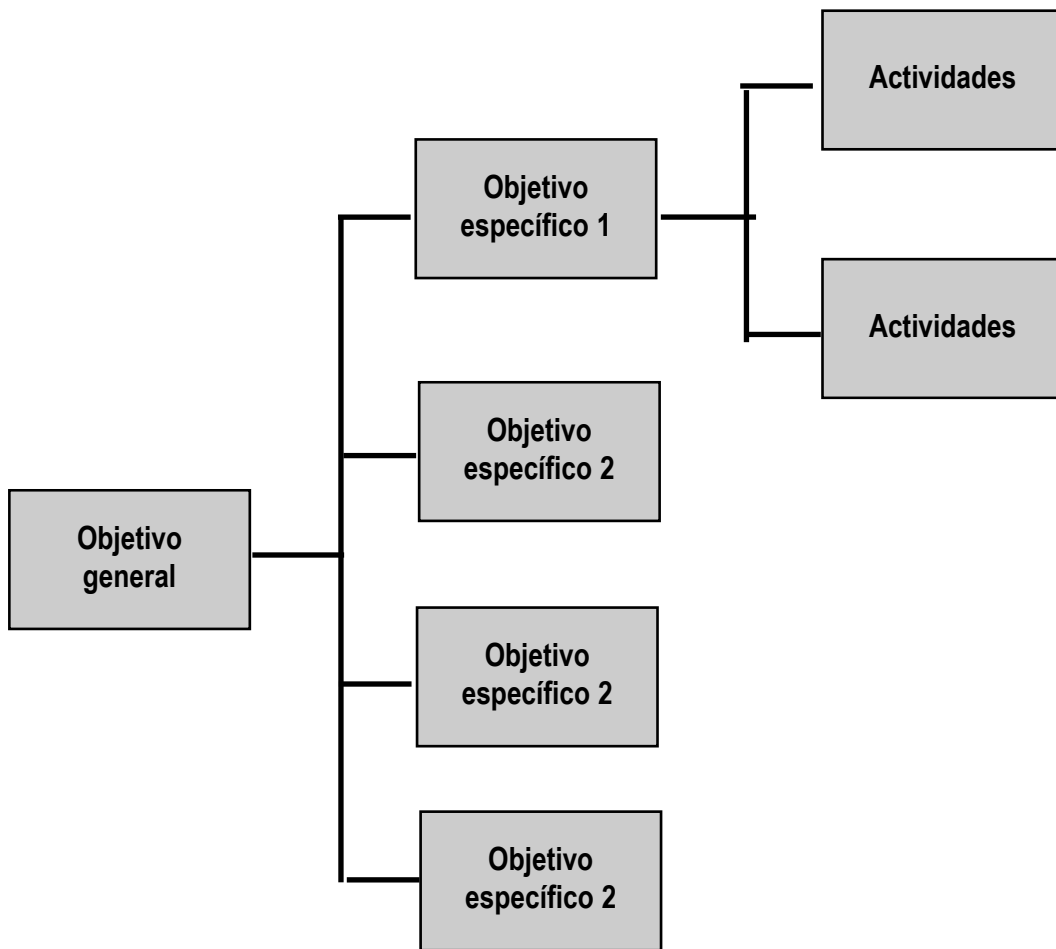 Actividades
Objetivo
específico 1
Actividades
Objetivo
específico 2
Objetivo
general
Objetivo
específico 2
Objetivo
específico 2